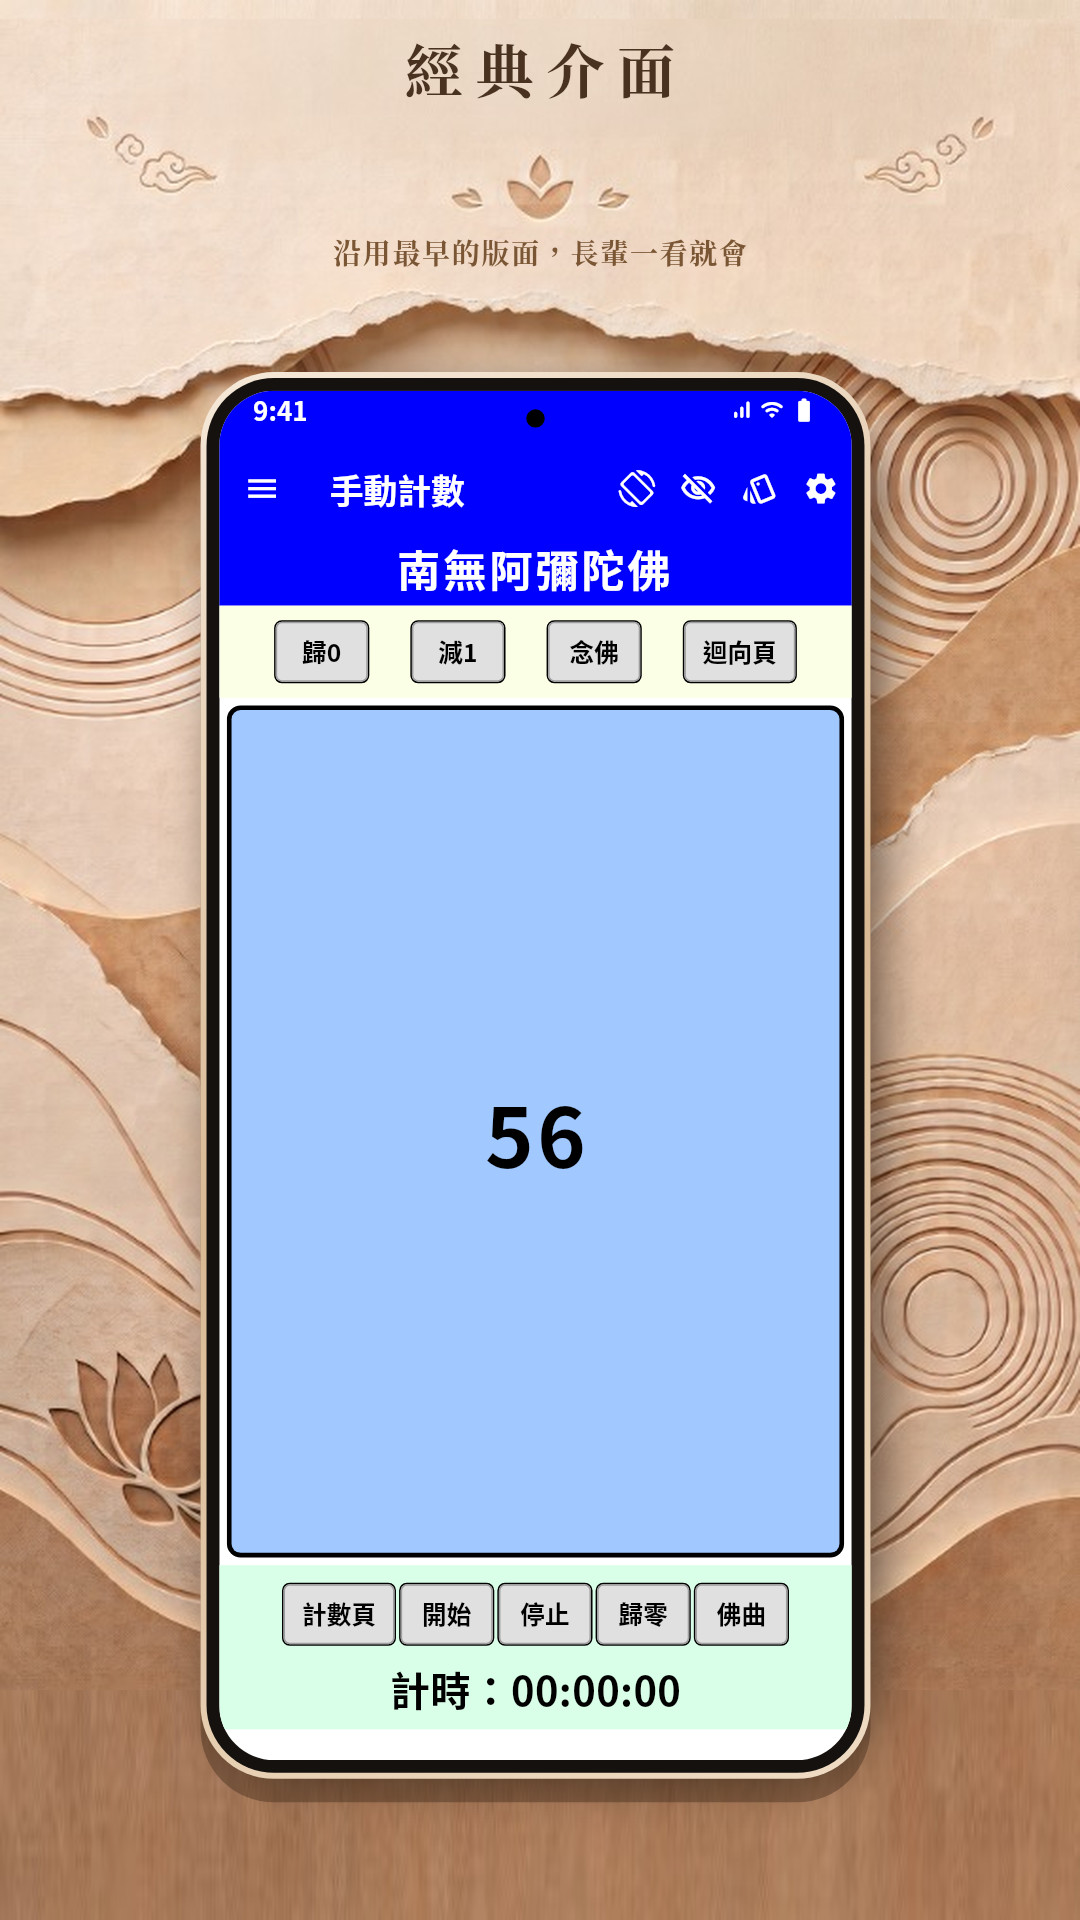 經典介面
沿用最早的版面，長輩一看就會
9:41
手動計數
南無阿彌陀佛
歸0 減1 念佛 迴向頁
56
計數頁 開始 停止 歸零 佛曲
計時：00:00:00